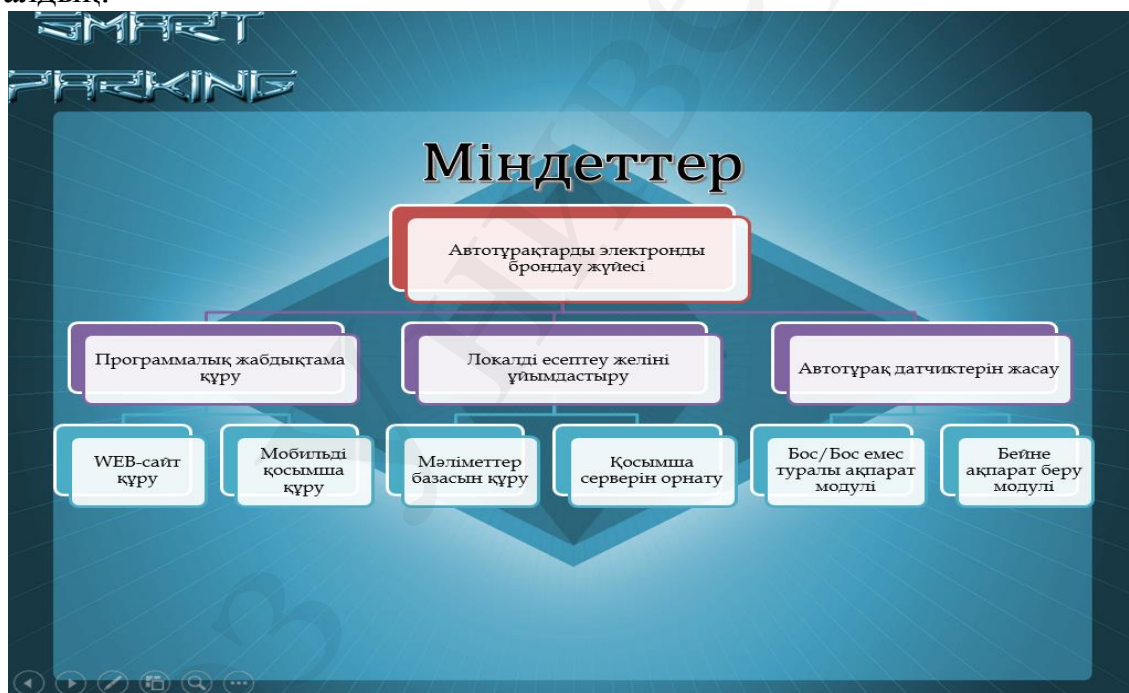 алдық.
SMART
PARKING
Міндеттер
Автотұрақтарды электронды
брондау жүйесі
Программалық жабдықтама
құру
Локалді есептеу желіні
ұйымдастыру
Автотұрақ датчиктерін жасау
WEB-сайт
құру
Мобильді
қосымша
құру
Мәліметтер
базасын құру
Қосымша
серверін орнату
Бос/Бос емес
туралы ақпарат
модулі
Бейне
ақпарат беру
модулі